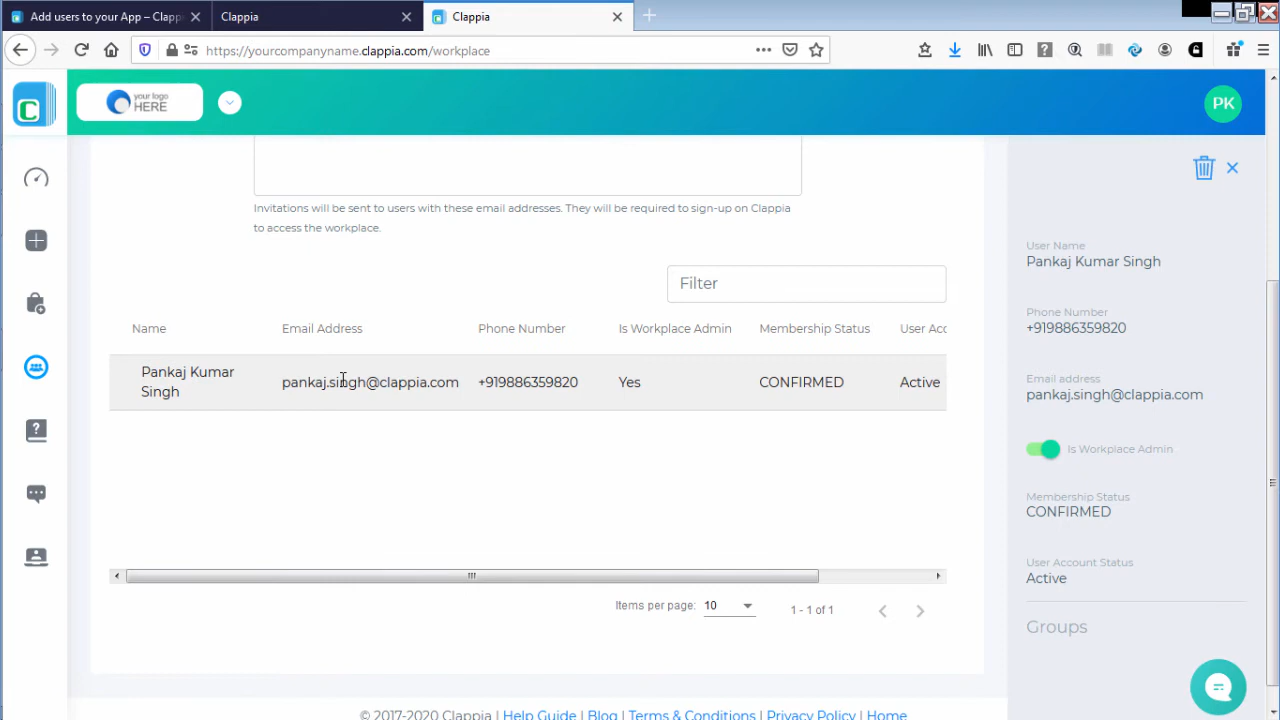 Add users to your App – Clappi
Clappia
Clappia
https://yourcompanyname.clappia.com/workplace
your logo
HERE
PK
Invitations will be sent to users with these email addresses. They will be required to sign-up on Clappia
to access the workplace.
Filter
Name Email Address Phone Number Is Workplace Admin Membership Status User Acc
Pankaj Kumar
Singh
pankaj.singh@clappia.com +919886359820 Yes CONFIRMED Active
Items per page: 10 1 - 1 of 1
© 2017-2020 Clappia | Help Guide | Blog | Terms & Conditions | Privacy Policy | Home
User Name
Pankaj Kumar Singh
Phone Number
+919886359820
Email address
pankaj.singh@clappia.com
Is Workplace Admin
Membership Status
CONFIRMED
User Account Status
Active
Groups